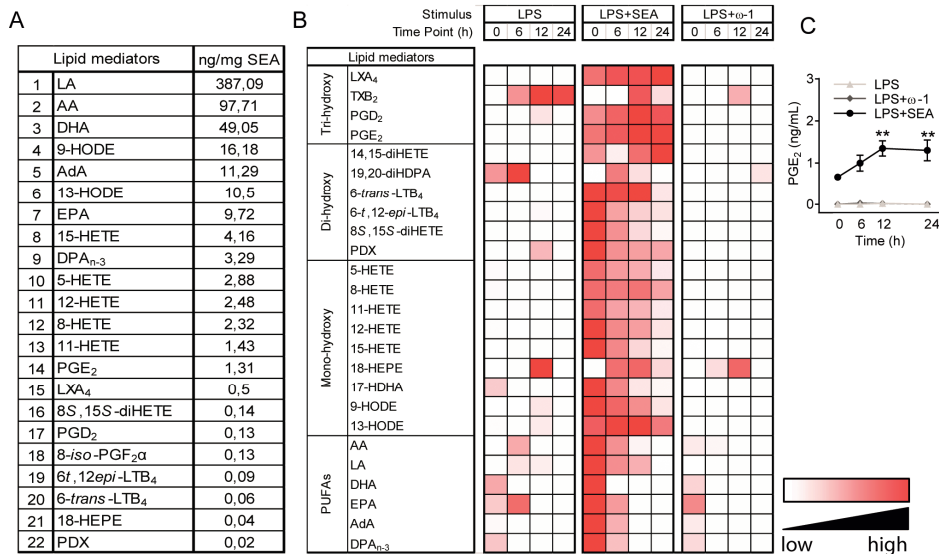 A
Lipid mediators ng/mg SEA
1 LA 387,09
2 AA 97,71
3 DHA 49,05
4 9-HODE 16,18
5 AdA 11,29
6 13-HODE 10,5
7 EPA 9,72
8 15-HETE 4,16
9 DPAn-3 3,29
10 5-HETE 2,88
11 12-HETE 2,48
12 8-HETE 2,32
13 11-HETE 1,43
14 PGE2 1,31
15 LXA4 0,5
16 8S,15S-diHETE 0,14
17 PGD2 0,13
18 8-iso-PGF2α 0,13
19 6t,12epi-LTB4 0,09
20 6-trans-LTB4 0,06
21 18-HEPE 0,04
22 PDX 0,02
B
Stimulus LPS LPS+SEA LPS+ω-1
Time Point (h) 0 6 12 24 0 6 12 24 0 6 12 24
Lipid mediators
Tri-hydroxy
LXA4
TXB2
PGD2
PGE2
Di-hydroxy
14,15-diHETE
19,20-diHDPA
6-trans-LTB4
6-t,12-epi-LTB4
8S,15S-diHETE
PDX
Mono-hydroxy
5-HETE
8-HETE
11-HETE
12-HETE
15-HETE
18-HEPE
17-HDHA
9-HODE
13-HODE
PUFAs
AA
LA
DHA
EPA
AdA
DPAn-3
C
LPS
LPS+ω-1
LPS+SEA
PGE2 (ng/mL)
3
2
1
0
** **
0 6 12 24
Time (h)
low high